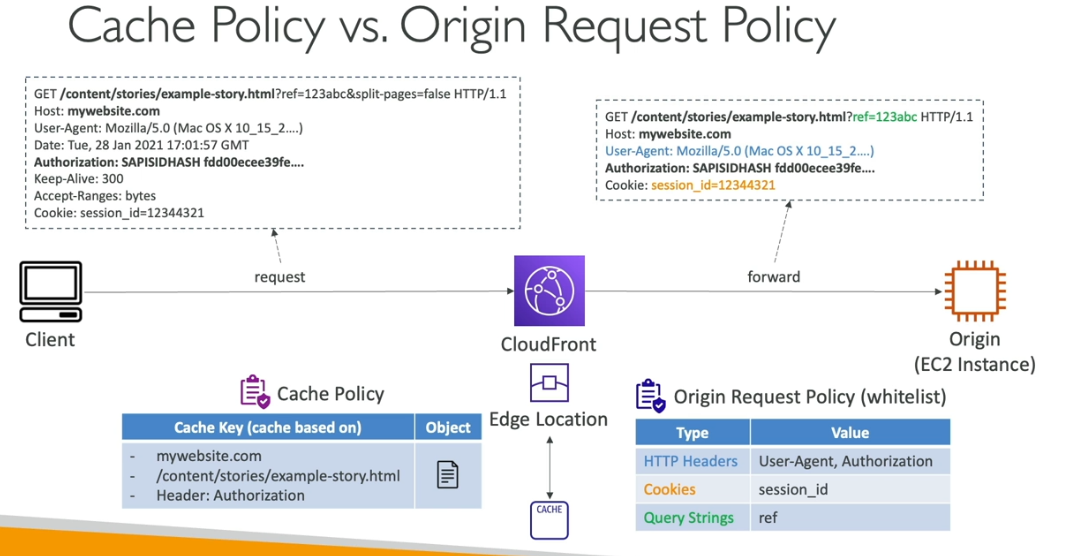 Cache Policy vs. Origin Request Policy
GET /content/stories/example-story.html?ref=123abc&split-pages=false HTTP/1.1
Host: mywebsite.com
User-Agent: Mozilla/5.0 (Mac OS X 10_15_2....)
Date: Tue, 28 Jan 2021 17:01:57 GMT
Authorization: SAPISIDHASH fdd00ecee39fe....
Keep-Alive: 300
Accept-Ranges: bytes
Cookie: session_id=12344321
GET /content/stories/example-story.html?ref=123abc HTTP/1.1
Host: mywebsite.com
User-Agent: Mozilla/5.0 (Mac OS X 10_15_2....)
Authorization: SAPISIDHASH fdd00ecee39fe....
Cookie: session_id=12344321
request
forward
Client
CloudFront
Origin
(EC2 Instance)
Cache Policy
Cache Key (cache based on) Object
- mywebsite.com
- /content/stories/example-story.html
- Header: Authorization
Edge Location
CACHE
Origin Request Policy (whitelist)
Type Value
HTTP Headers User-Agent, Authorization
Cookies session_id
Query Strings ref